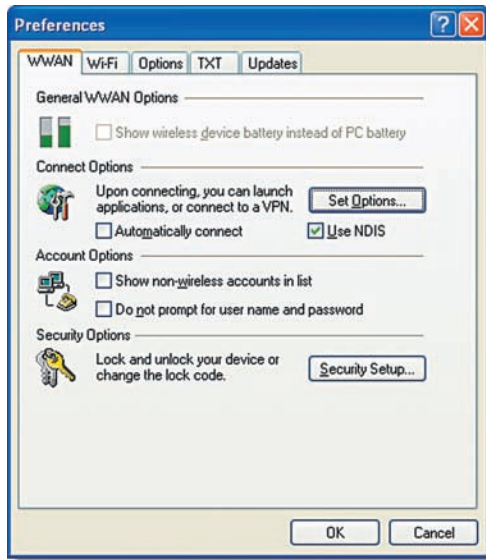 Preferences
WWAN Wi-Fi Options TXT Updates
General WWAN Options
Show wireless device battery instead of PC battery
Connect Options
Upon connecting, you can launch
applications, or connect to a VPN.
Set Options...
Automatically connect
Use NDIS
Account Options
Show non-wireless accounts in list
Do not prompt for user name and password
Security Options
Lock and unlock your device or
change the lock code.
Security Setup...
OK Cancel